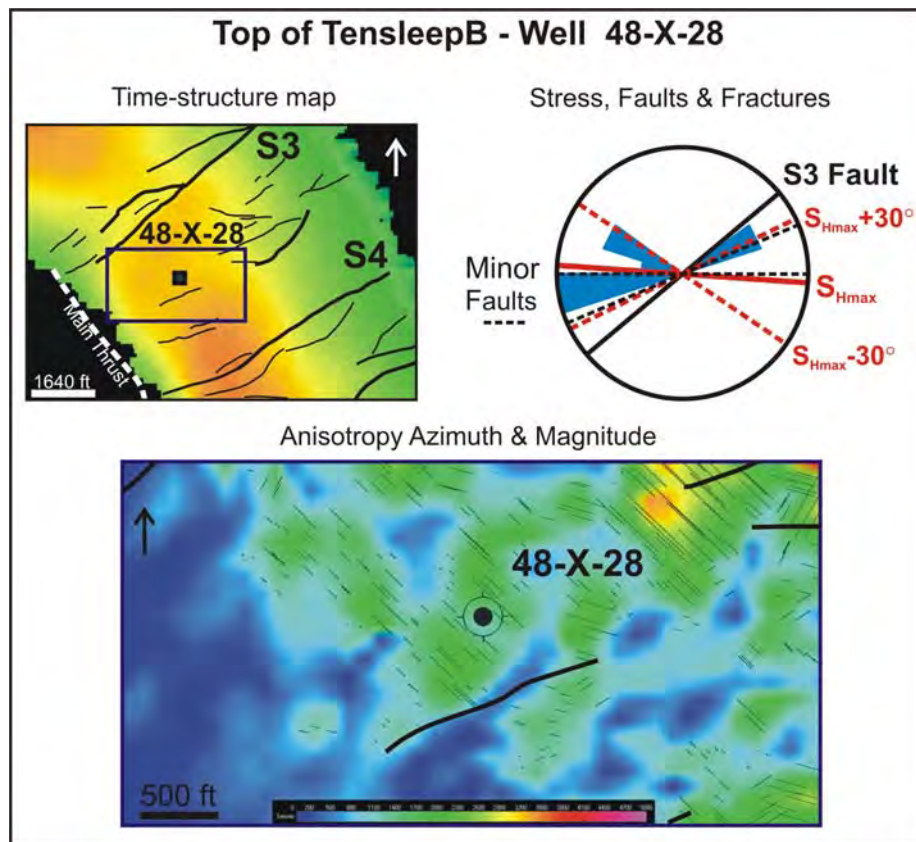 Top of TensleepB - Well 48-X-28
Time-structure map
S3
48-X-28
S4
Main Thrust
1640 ft
Stress, Faults & Fractures
S3 Fault
SHmax+30°
SHmax
SHmax-30°
Minor
Faults
Anisotropy Azimuth & Magnitude
48-X-28
500 ft